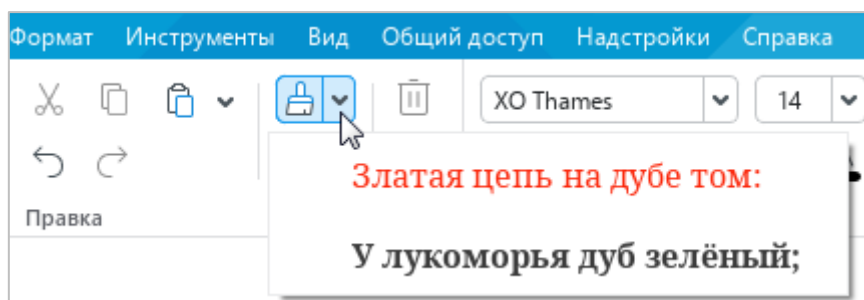 Формат Инструменты Вид Общий доступ Надстройки Справка
XO Thames 14
Златая цепь на дубе том:
Правка
У лукоморья дуб зелёный;